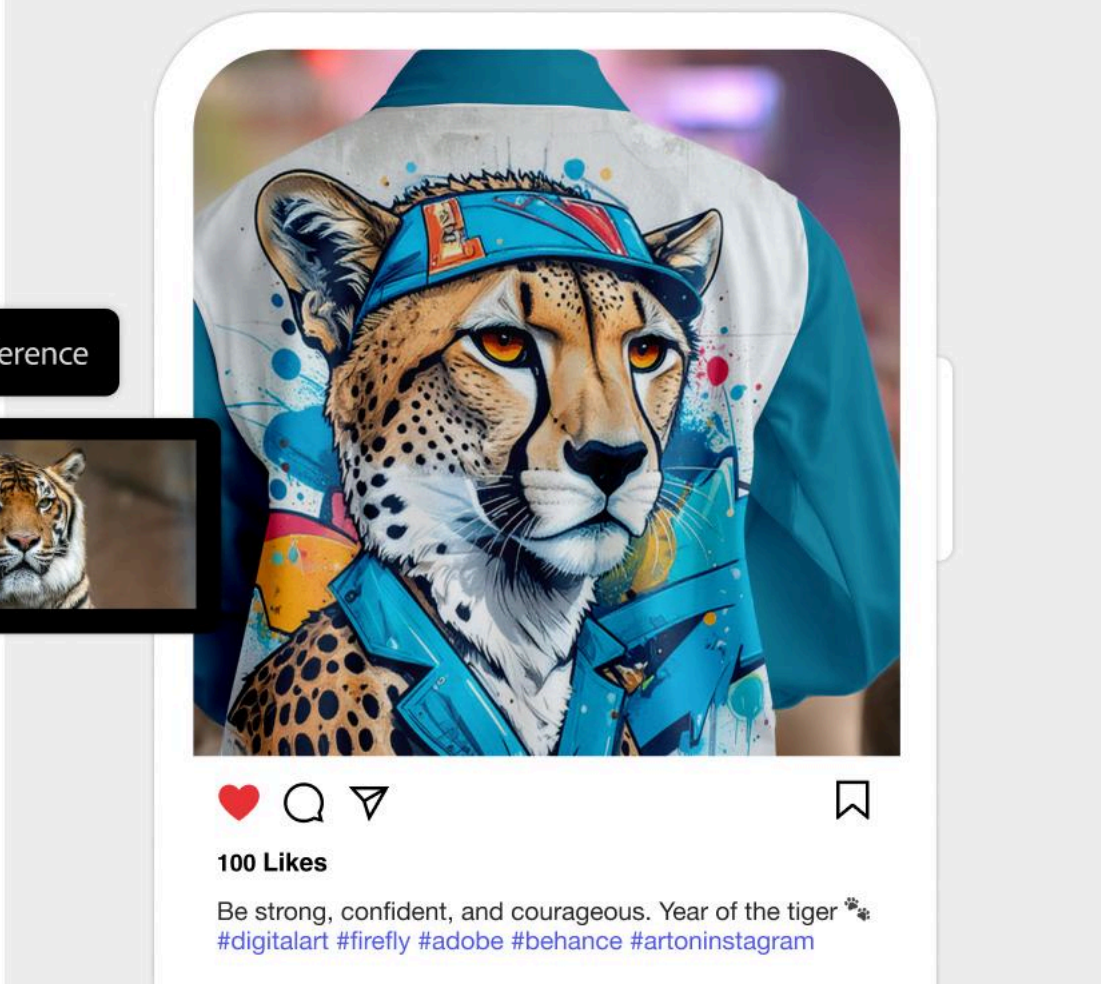 erence
L
100 Likes
Be strong, confident, and courageous. Year of the tiger 🐾
#digitalart #firefly #adobe #behance #artoninstagram